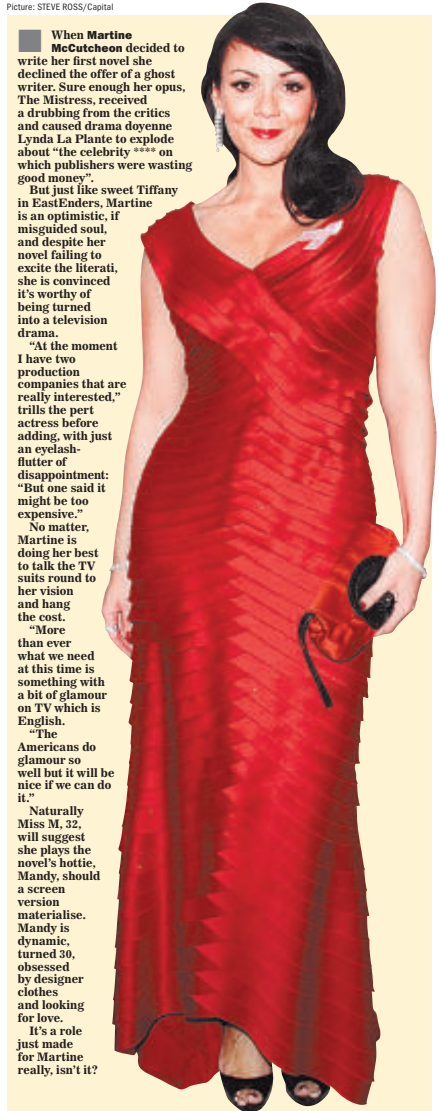 Picture: STEVE ROSS/Capital
When Martine
McCutcheon decided to
write her first novel she
declined the offer of a ghost
writer. Sure enough her opus,
The Mistress, received
a drubbing from the critics
and caused drama doyenne
Lynda La Plante to explode
about “the celebrity **** on
which publishers were wasting
good money”.
But just like sweet Tiffany
in EastEnders, Martine
is an optimistic, if
misguided soul,
and despite her
novel failing to
excite the literati,
she is convinced
it’s worthy of
being turned
into a television
drama.
“At the moment
I have two
production
companies that are
really interested,”
trills the pert
actress before
adding, with just
an eyelash-
flutter of
disappointment:
“But one said it
might be too
expensive.”
No matter,
Martine is
doing her best
to talk the TV
suits round to
her vision
and hang
the cost.
“More
than ever
what we need
at this time is
something with
a bit of glamour
on TV which is
English.
“The
Americans do
glamour so
well but it will be
nice if we can do
it.”
Naturally
Miss M, 32,
will suggest
she plays the
novel’s hottie,
Mandy, should
a screen
version
materialise.
Mandy is
dynamic,
turned 30,
obsessed
by designer
clothes
and looking
for love.
It’s a role
just made
for Martine
really, isn’t it?